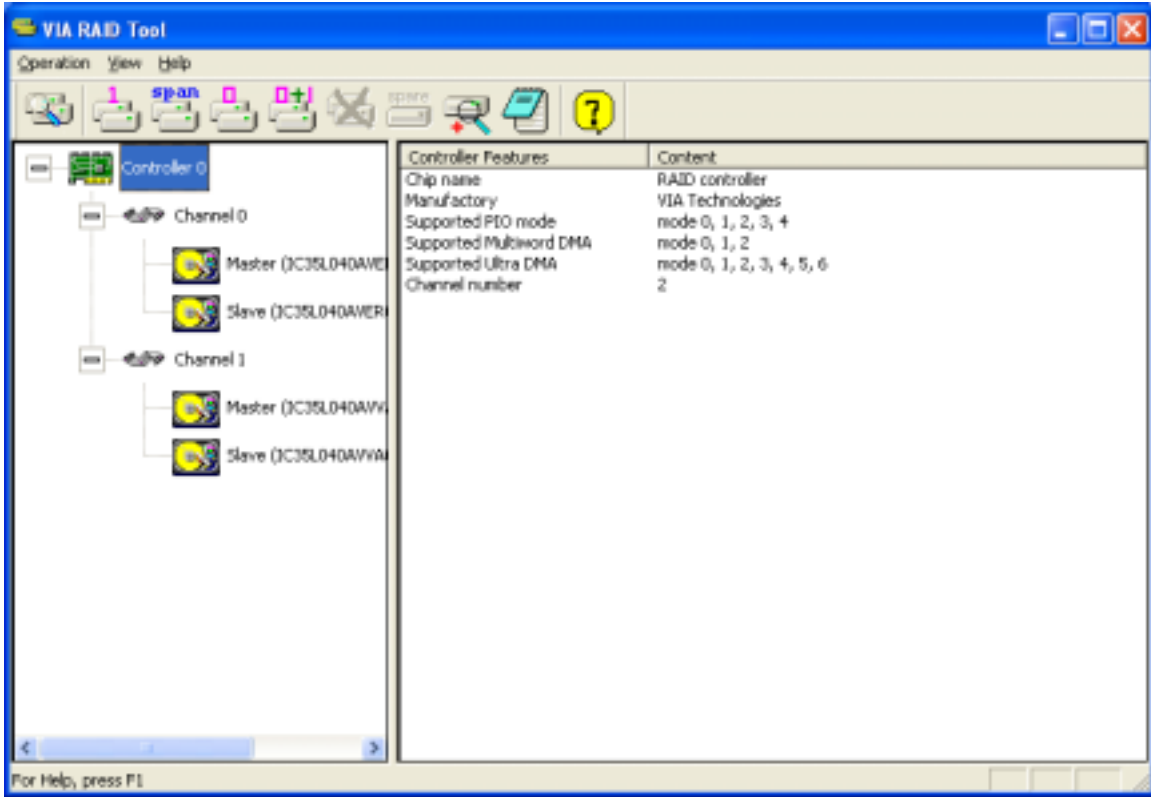 VIA RAID Tool
Operation View Help
1 span 0 0+1 spare ?
Controller 0
Channel 0
Master (IC35L040AVE
Slave (IC35L040AVER
Channel 1
Master (IC35L040AVV
Slave (IC35L040AVVA
Controller Features Content
Chip name RAID controller
Manufactory VIA Technologies
Supported PIO mode mode 0, 1, 2, 3, 4
Supported Multiword DMA mode 0, 1, 2
Supported Ultra DMA mode 0, 1, 2, 3, 4, 5, 6
Channel number 2
For Help, press F1